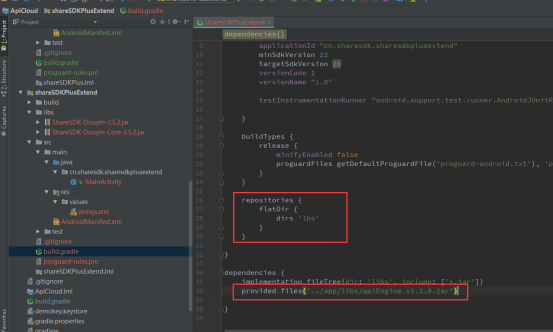 ApiCloud
shareSDKPlusExtend
build.gradle
Project
AndroidManifest.xml
test
.gitignore
build.gradle
proguard-rules.pro
shareSDKPlus.iml
shareSDKPlusExtend
build
libs
ShareSDK-Douyin-3.5.2.jar
ShareSDK-Douyin-Core-3.5.2.jar
src
main
java
cn.sharesdk.sharesdkplusextend
MainActivity
res
values
strings.xml
AndroidManifest.xml
test
.gitignore
build.gradle
proguard-rules.pro
shareSDKPlusExtend.iml
.gitignore
ApiCloud.iml
build.gradle
demokey.keystore
gradle.properties
1: Project
Z: Structure
Captures
Favorites
shareSDKPlusExtend
dependencies{}
applicationId "cn.sharesdk.sharesdkplusextend"
minSdkVersion 22
targetSdkVersion 26
versionCode 1
versionName "1.0"
testInstrumentationRunner "android.support.test.runner.AndroidJUnitR
}
buildTypes {
release {
minifyEnabled false
proguardFiles getDefaultProguardFile('proguard-android.txt'), 'p
}
}
repositories {
flatDir {
dirs 'lbs'
}
}
}
dependencies {
implementation fileTree(dir: 'libs', include: ['*.jar'])
provided files('../app/libs/apiEngine v1.1.0.jar')
}